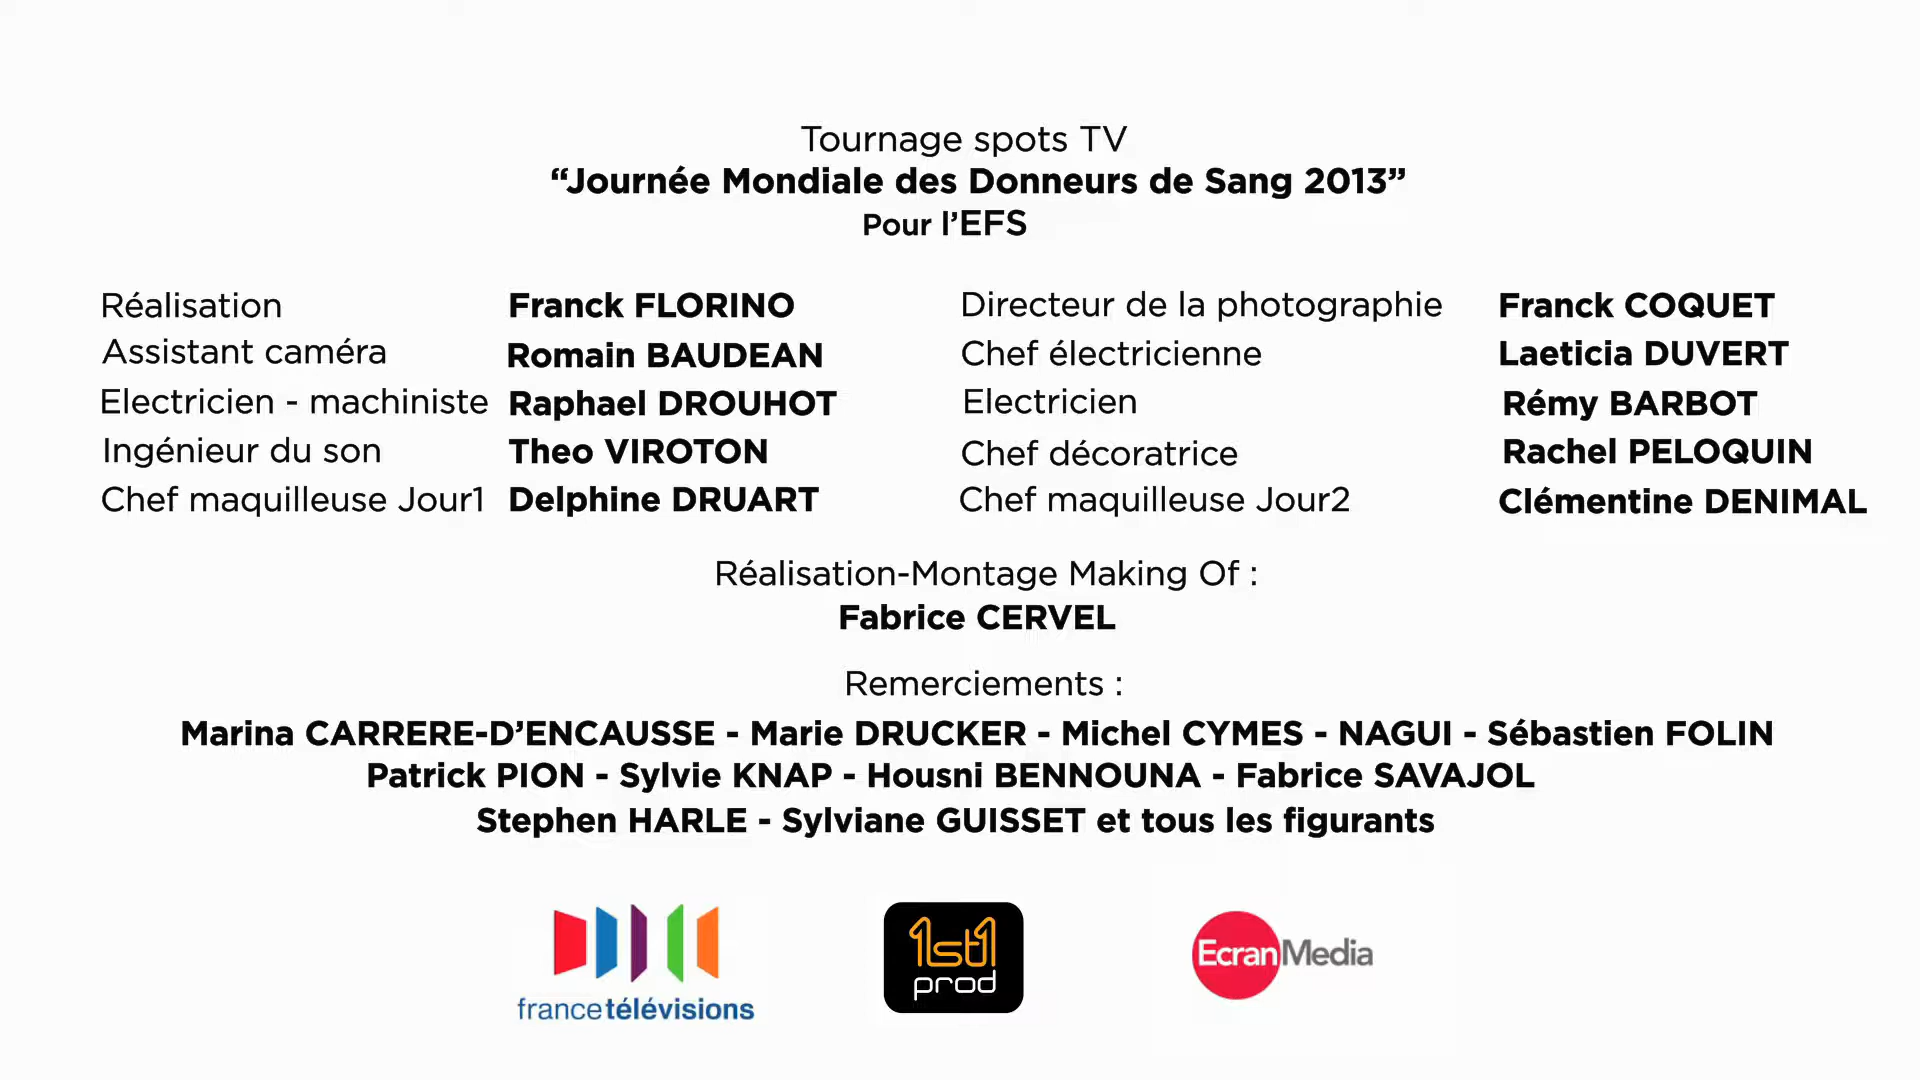 Tournage spots TV
“Journée Mondiale des Donneurs de Sang 2013”
Pour l’EFS
Réalisation Franck FLORINO Directeur de la photographie Franck COQUET
Assistant caméra Romain BAUDEAN Chef électricienne Laeticia DUVERT
Electricien - machiniste Raphael DROUHOT Electricien Rémy BARBOT
Ingénieur du son Theo VIROTON Chef décoratrice Rachel PELOQUIN
Chef maquilleuse Jour1 Delphine DRUART Chef maquilleuse Jour2 Clémentine DENIMAL
Réalisation-Montage Making Of :
Fabrice CERVEL
Remerciements :
Marina CARRERE-D’ENCAUSSE - Marie DRUCKER - Michel CYMES - NAGUI - Sébastien FOLIN
Patrick PION - Sylvie KNAP - Housni BENNOUNA - Fabrice SAVAJOL
Stephen HARLE - Sylviane GUISSET et tous les figurants
francetélévisions
1st1
prod
EcranMedia